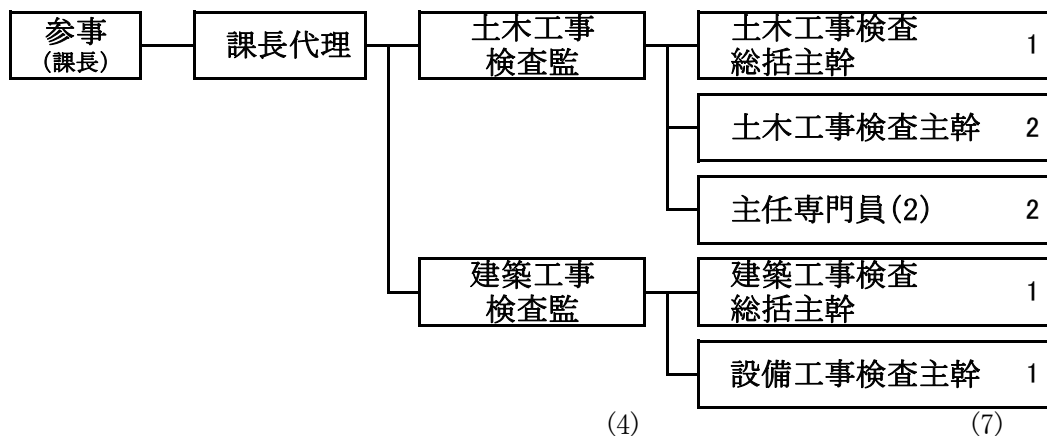 参事
(課長)
課長代理
土木工事
検査監
土木工事検査
総括主幹
1
土木工事検査主幹 2
主任専門員(2) 2
建築工事
検査監
建築工事検査
総括主幹
1
設備工事検査主幹 1
(4) (7)